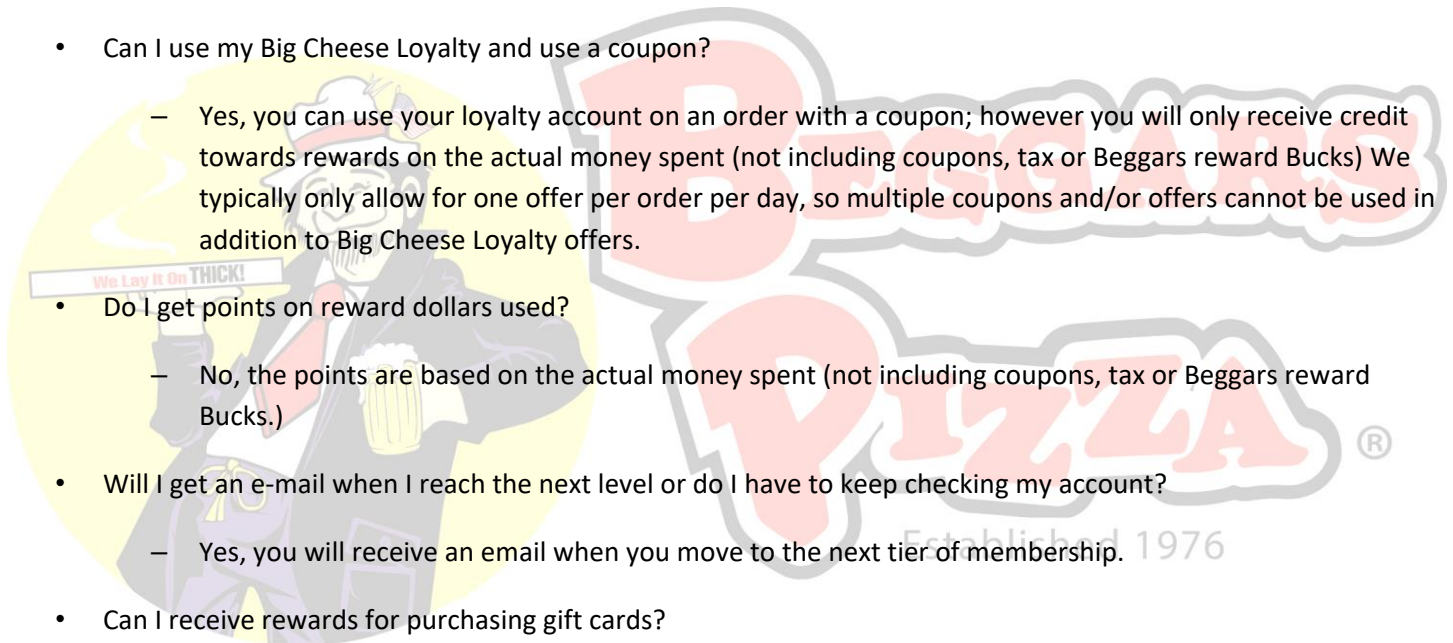 • Can I use my Big Cheese Loyalty and use a coupon?
– Yes, you can use your loyalty account on an order with a coupon; however you will only receive credit
towards rewards on the actual money spent (not including coupons, tax or Beggars reward Bucks) We
typically only allow for one offer per order per day, so multiple coupons and/or offers cannot be used in
addition to Big Cheese Loyalty offers.
We Lay It On THICK!
• Do I get points on reward dollars used?
– No, the points are based on the actual money spent (not including coupons, tax or Beggars reward
Bucks.)
• Will I get an e-mail when I reach the next level or do I have to keep checking my account?
– Yes, you will receive an email when you move to the next tier of membership.
• Can I receive rewards for purchasing gift cards?
BEGGARS
PIZZA ®
Established 1976